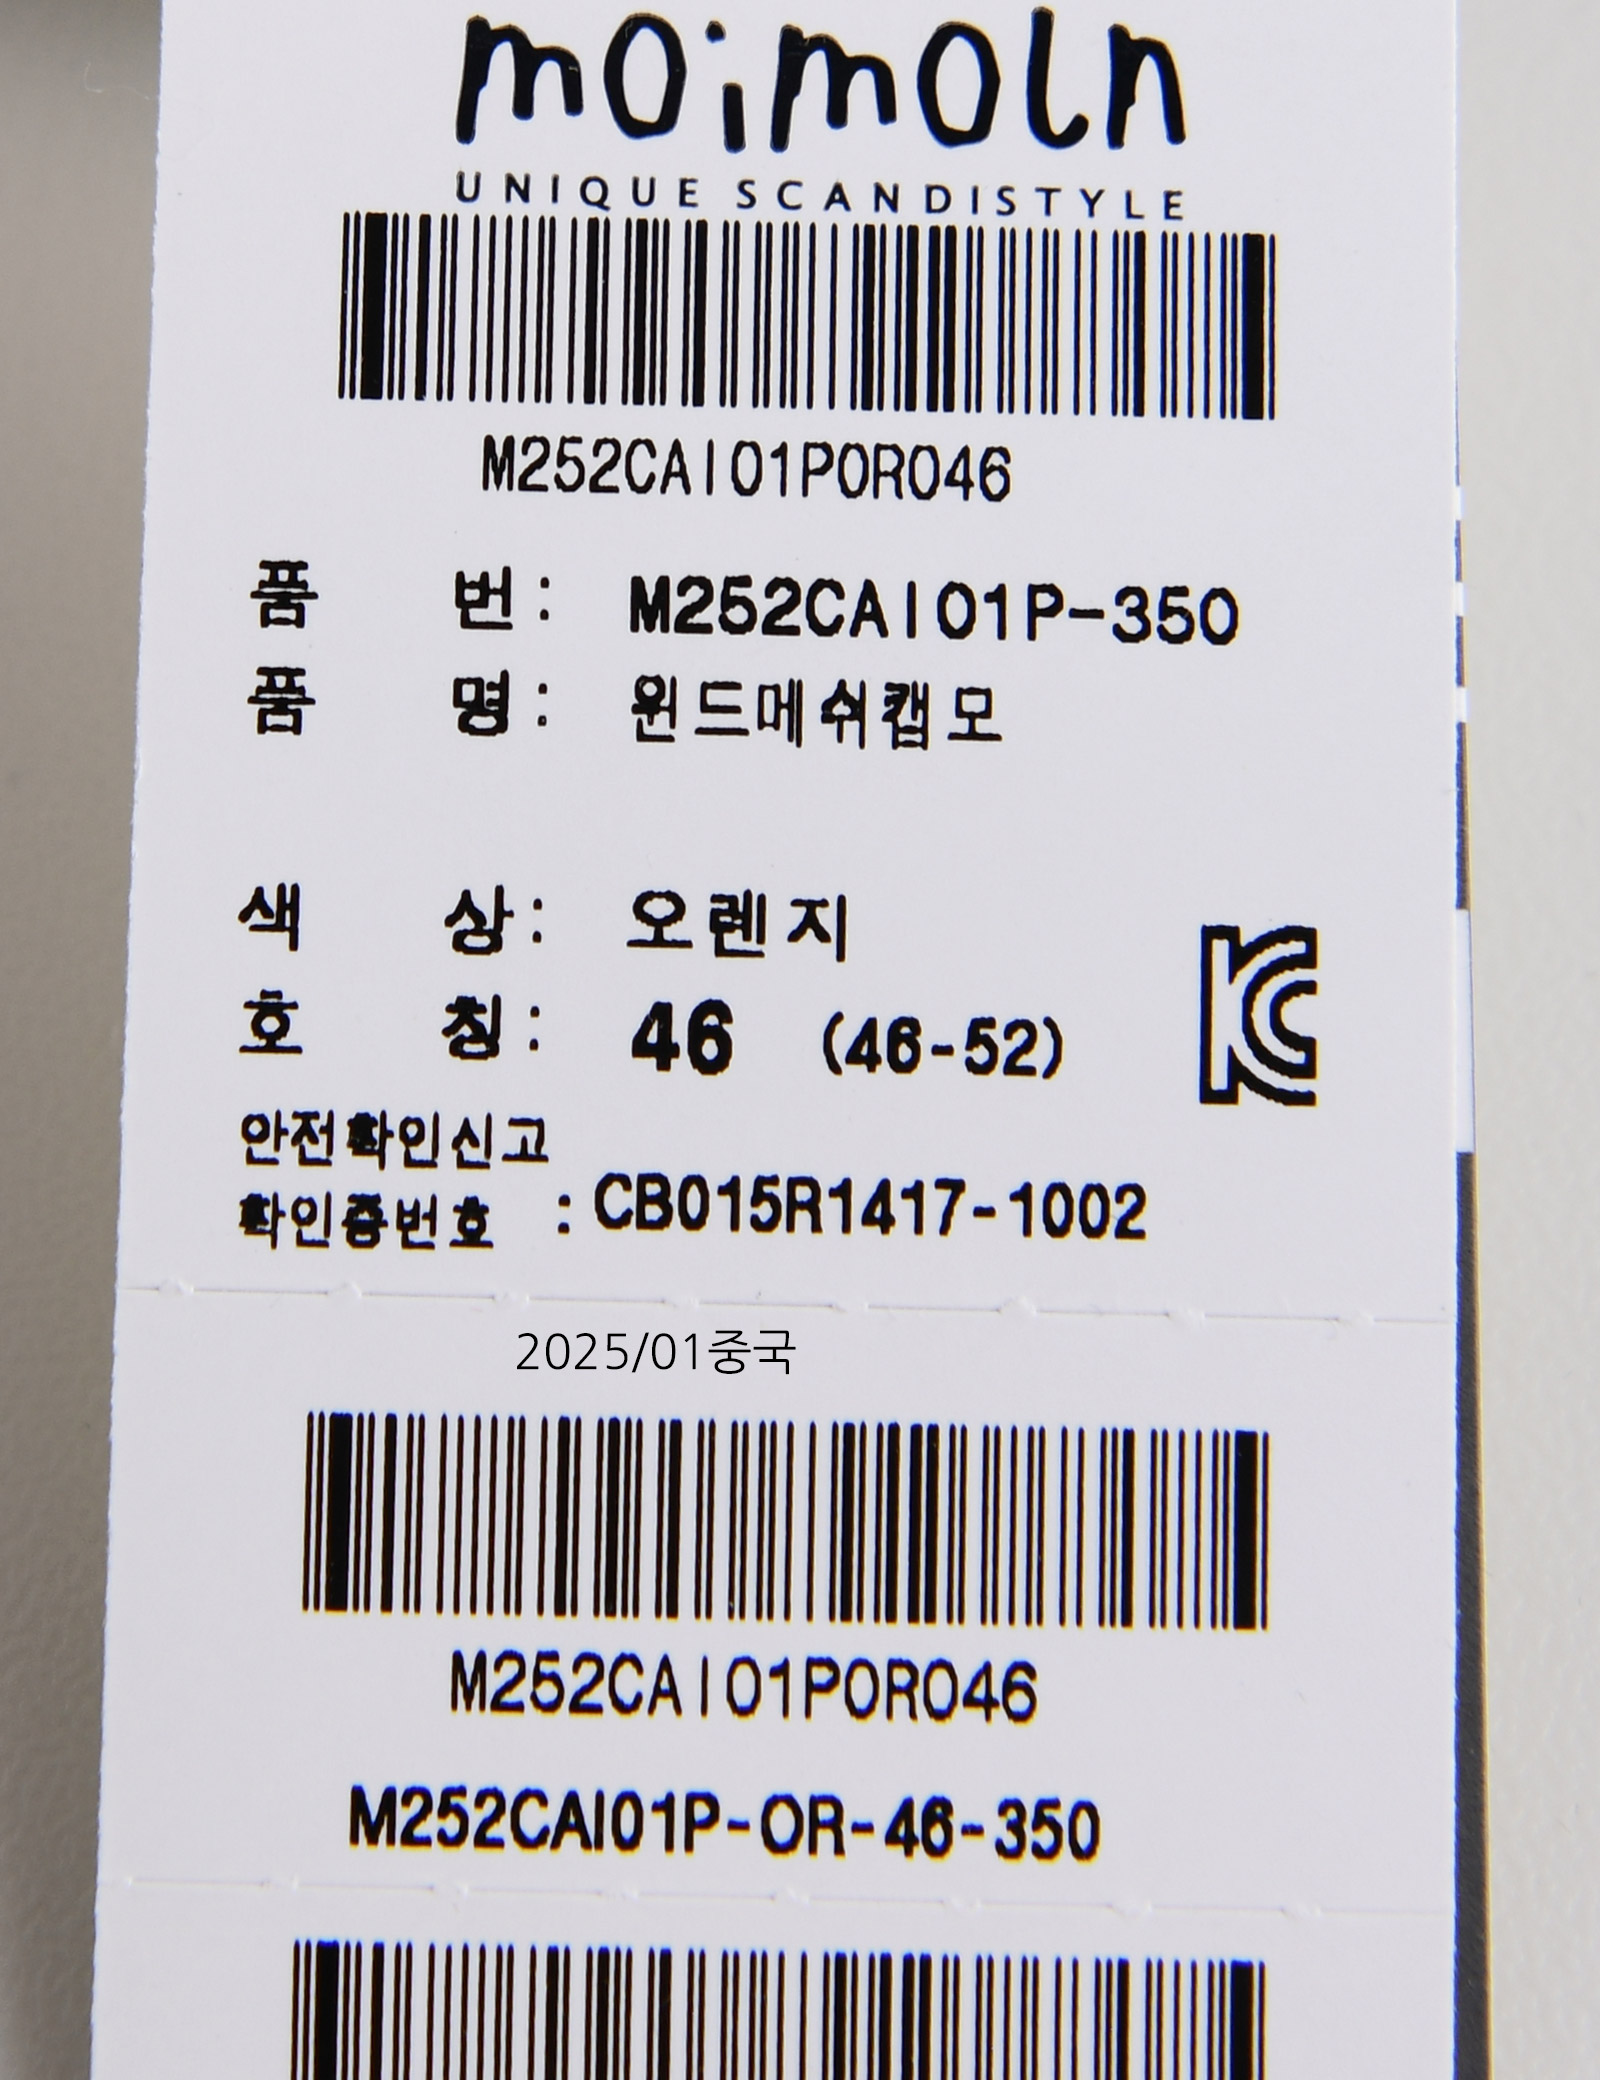 moimoln
UNIQUE SCANDISTYLE
M252CAI01POR046
품 번: M252CAI01P-350
품 명: 윈드메쉬캡모
색 상: 오렌지
호 칭: 46 (46-52)
안전확인신고
확인증번호 : CB015R1417-1002
2025/01중국
M252CAI01POR046
M252CAI01P-OR-46-350